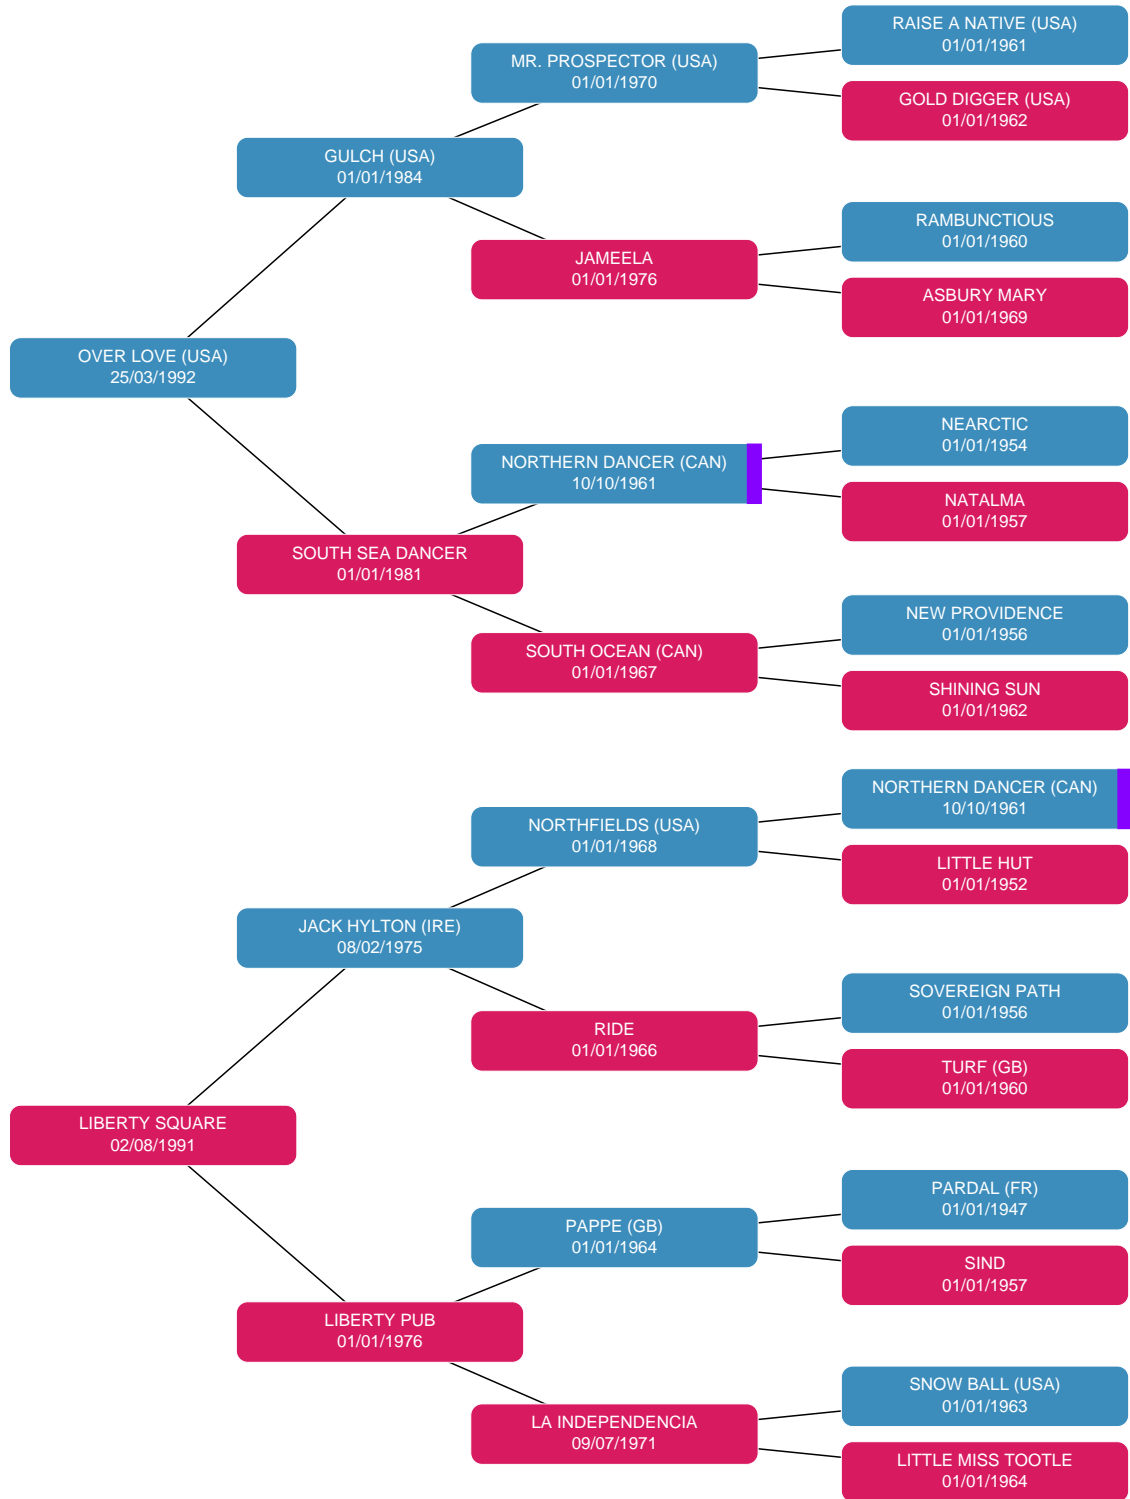 RAISE A NATIVE (USA)
01/01/1961
MR. PROSPECTOR (USA)
01/01/1970
GOLD DIGGER (USA)
01/01/1962
GULCH (USA)
01/01/1984
RAMBUNCTIOUS
01/01/1960
JAMEELA
01/01/1976
ASBURY MARY
01/01/1969
OVER LOVE (USA)
25/03/1992
NEARCTIC
01/01/1954
NORTHERN DANCER (CAN)
10/10/1961
NATALMA
01/01/1957
SOUTH SEA DANCER
01/01/1981
NEW PROVIDENCE
01/01/1956
SOUTH OCEAN (CAN)
01/01/1967
SHINING SUN
01/01/1962
NORTHERN DANCER (CAN)
10/10/1961
NORTHFIELDS (USA)
01/01/1968
LITTLE HUT
01/01/1952
JACK HYLTON (IRE)
08/02/1975
SOVEREIGN PATH
01/01/1956
RIDE
01/01/1966
TURF (GB)
01/01/1960
LIBERTY SQUARE
02/08/1991
PARDAL (FR)
01/01/1947
PAPPE (GB)
01/01/1964
SIND
01/01/1957
LIBERTY PUB
01/01/1976
SNOW BALL (USA)
01/01/1963
LA INDEPENDENCIA
09/07/1971
LITTLE MISS TOOTLE
01/01/1964